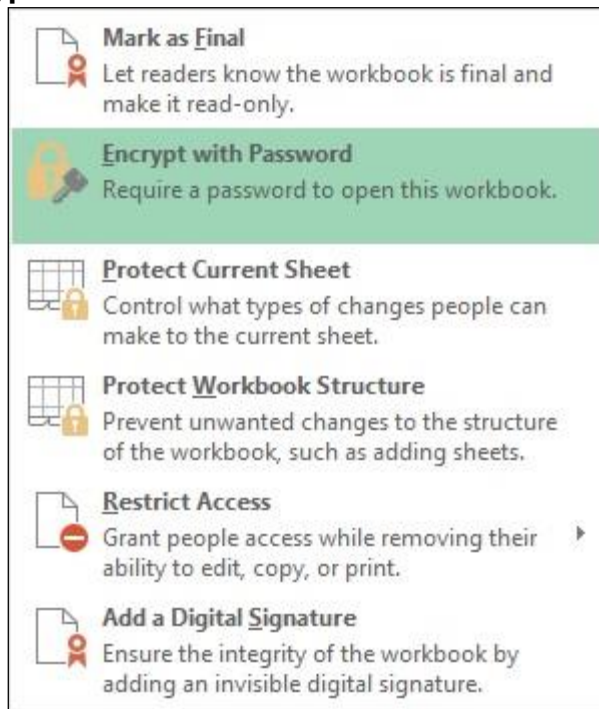 Mark as Final
Let readers know the workbook is final and
make it read-only.
Encrypt with Password
Require a password to open this workbook.
Protect Current Sheet
Control what types of changes people can
make to the current sheet.
Protect Workbook Structure
Prevent unwanted changes to the structure
of the workbook, such as adding sheets.
Restrict Access
Grant people access while removing their
ability to edit, copy, or print.
Add a Digital Signature
Ensure the integrity of the workbook by
adding an invisible digital signature.